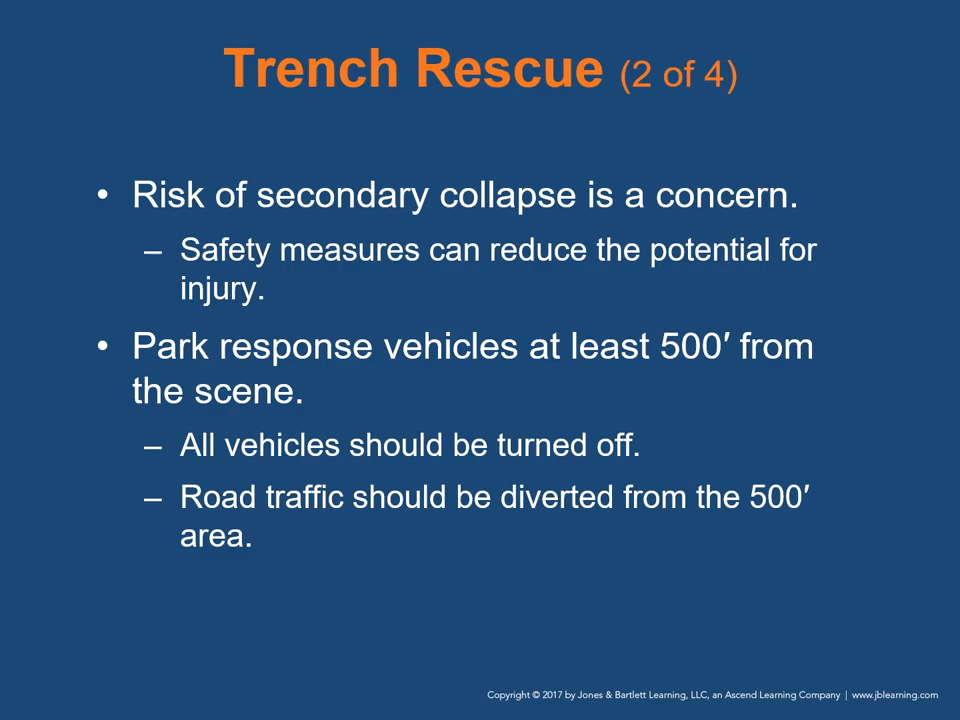 Trench Rescue (2 of 4)
• Risk of secondary collapse is a concern.
– Safety measures can reduce the potential for
injury.
• Park response vehicles at least 500′ from
the scene.
– All vehicles should be turned off.
– Road traffic should be diverted from the 500′
area.
Copyright © 2017 by Jones & Bartlett Learning, LLC, an Ascend Learning Company | www.jblearning.com